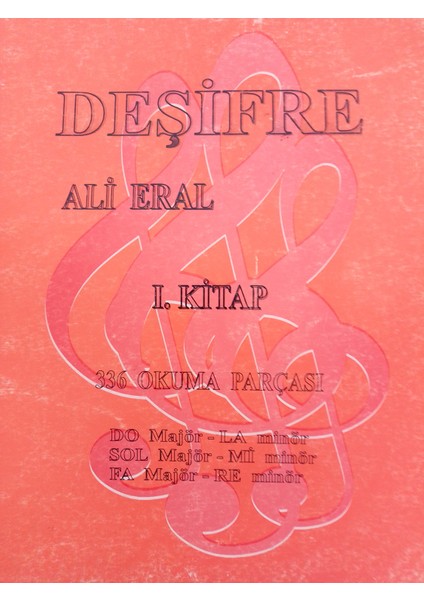 DEŞİFRE
ALİ ERAL
I. KİTAP
336 OKUMA PARÇASI
DO Majör - LA minör
SOL Majör - Mİ minör
FA Majör - RE minör